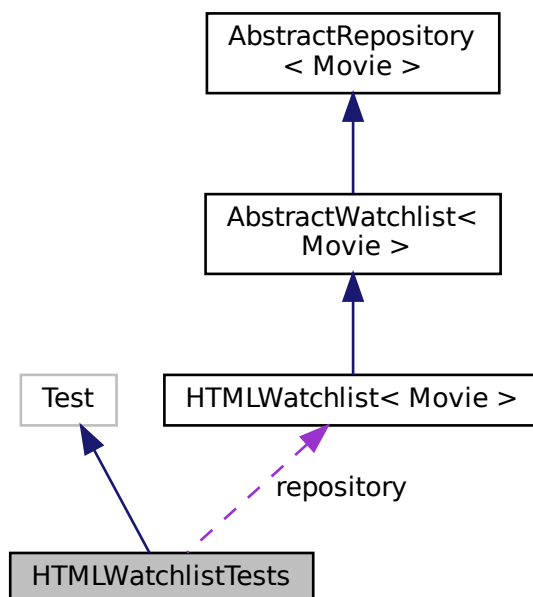 AbstractRepository
< Movie >
AbstractWatchlist<
Movie >
Test
HTMLWatchlist< Movie >
repository
HTMLWatchlistTests